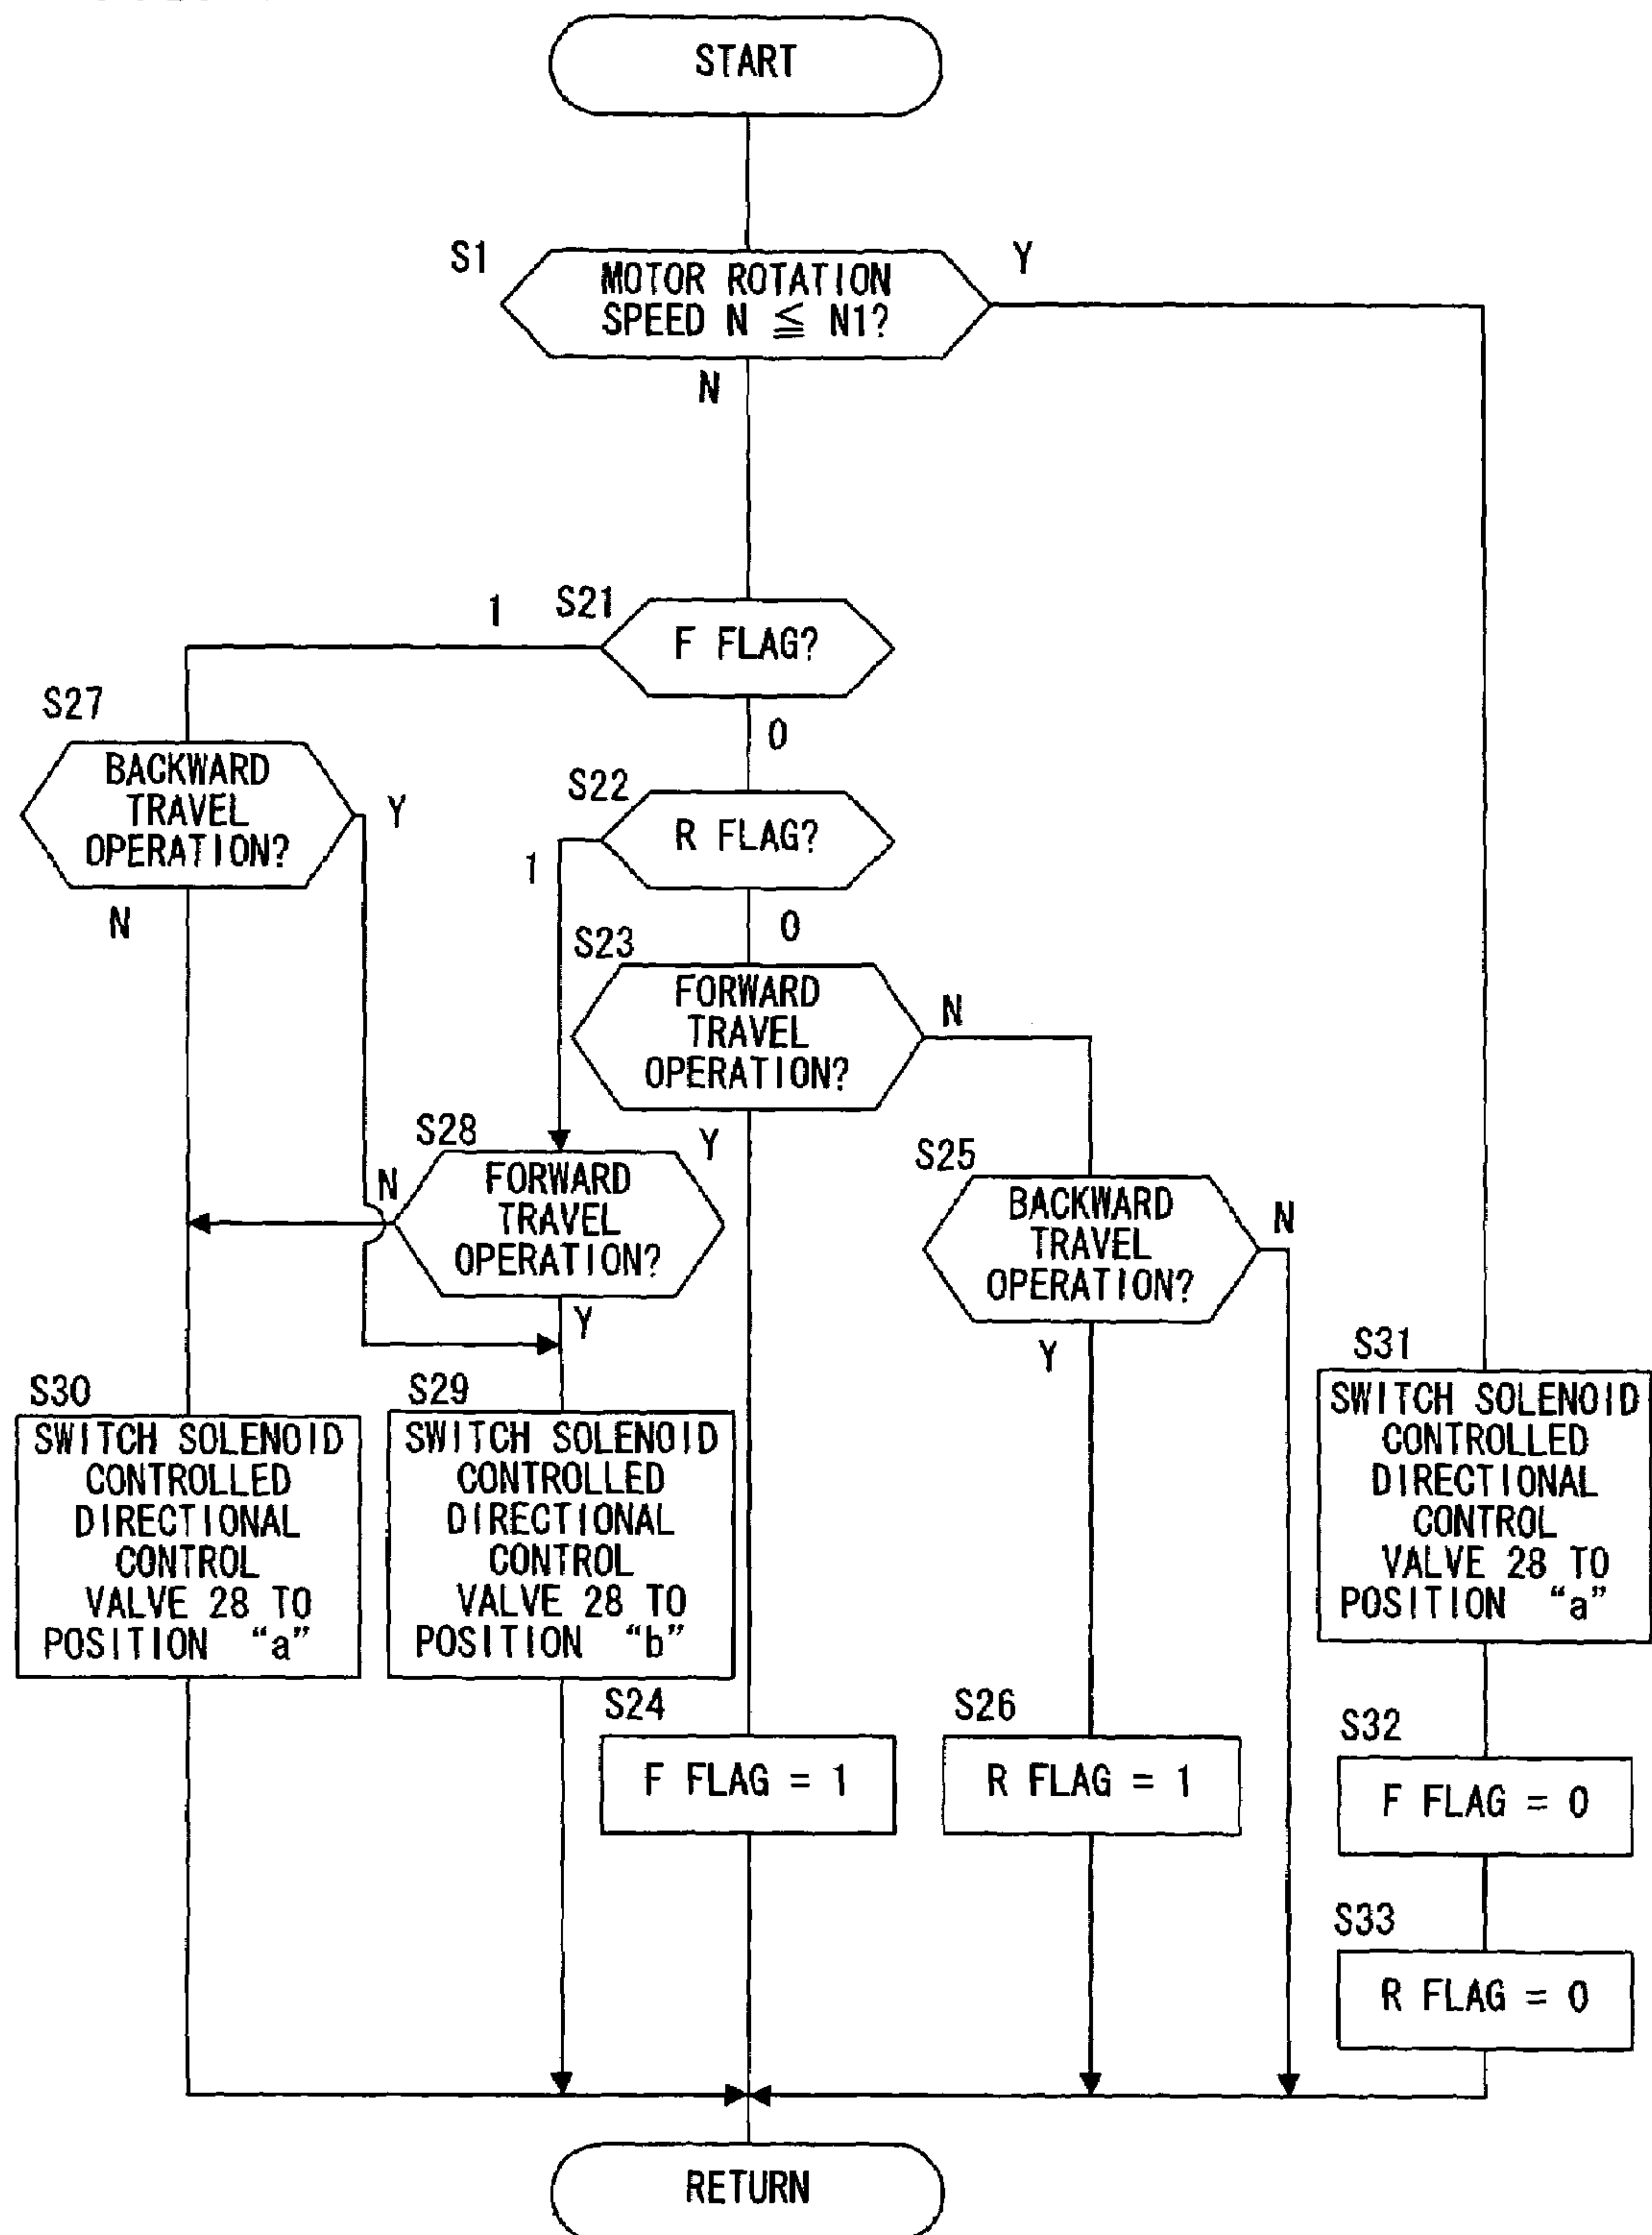 START
S1
MOTOR ROTATION
SPEED N ≦ N1?
Y
N
1
S21
F FLAG?
0
S27
BACKWARD
TRAVEL
OPERATION?
Y
N
S22
R FLAG?
1
0
S23
FORWARD
TRAVEL
OPERATION?
N
Y
S28
FORWARD
TRAVEL
OPERATION?
N
Y
S25
BACKWARD
TRAVEL
OPERATION?
N
Y
S30
SWITCH SOLENOID
CONTROLLED
DIRECTIONAL
CONTROL
VALVE 28 TO
POSITION “a”
S29
SWITCH SOLENOID
CONTROLLED
DIRECTIONAL
CONTROL
VALVE 28 TO
POSITION “b”
S31
SWITCH SOLENOID
CONTROLLED
DIRECTIONAL
CONTROL
VALVE 28 TO
POSITION “a”
S24
F FLAG = 1
S26
R FLAG = 1
S32
F FLAG = 0
S33
R FLAG = 0
RETURN